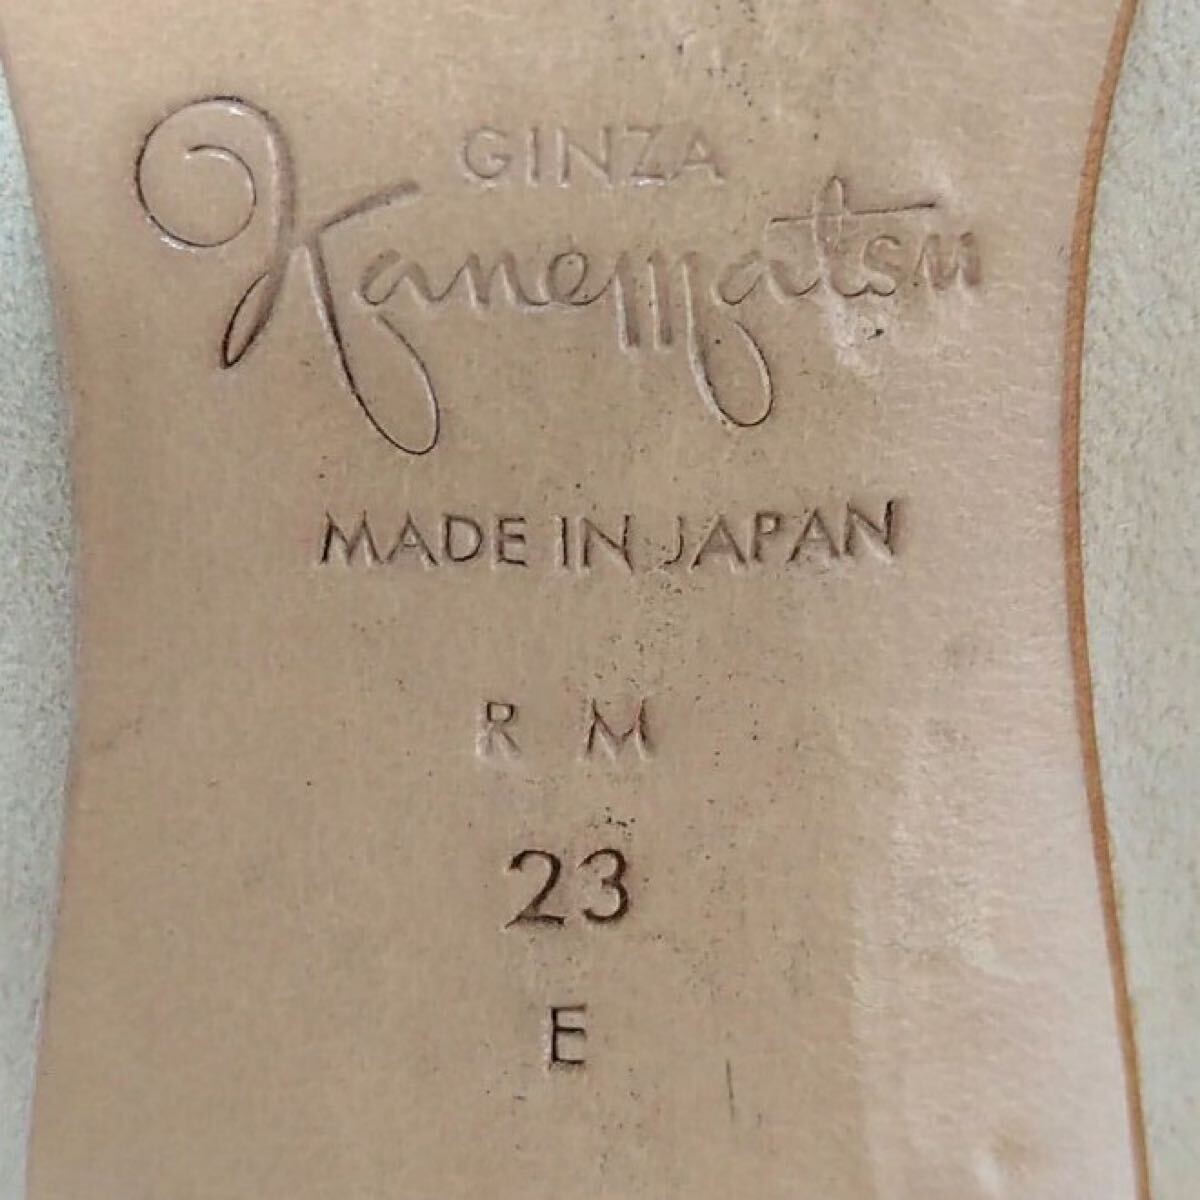 GINZA
Kanematsu
MADE IN JAPAN
R M
23
E